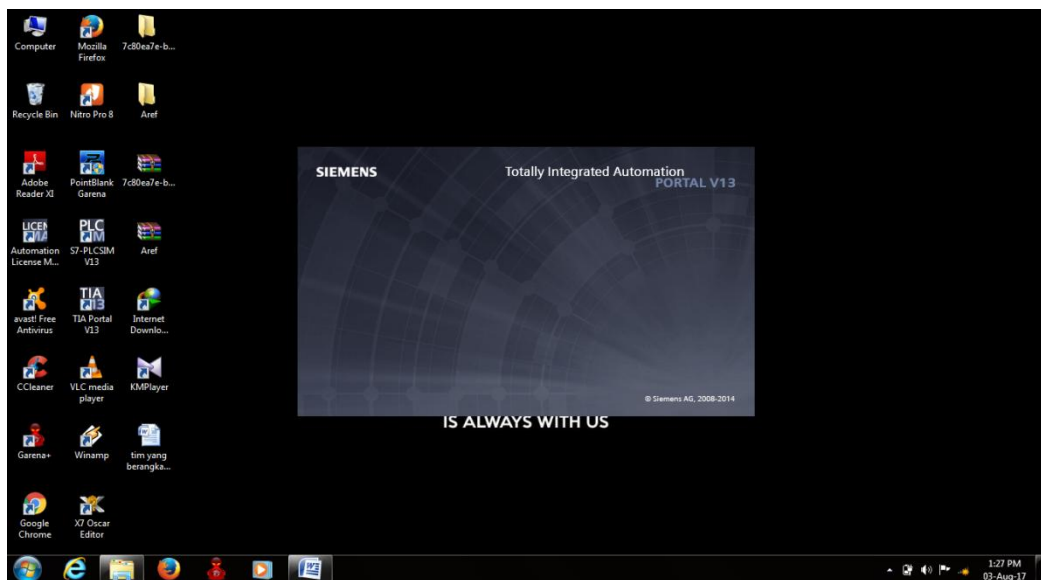 Computer
Mozilla
Firefox
7c80ea7e-b...
Recycle Bin
Nitro Pro 8
Aref
Adobe
Reader XI
PointBlank
Garena
7c80ea7e-b...
LICEN
Automation
License M...
PLC
IM
S7-PLCSIM
V13
Aref
avast! Free
Antivirus
TIA
13
TIA Portal
V13
Internet
Downlo...
CCleaner
VLC media
player
KMPlayer
Garena+
Winamp
tim yang
berangka...
Google
Chrome
X7 Oscar
Editor
SIEMENS
Totally Integrated Automation
PORTAL V13
© Siemens AG, 2008-2014
IS ALWAYS WITH US
1:27 PM
03-Aug-17